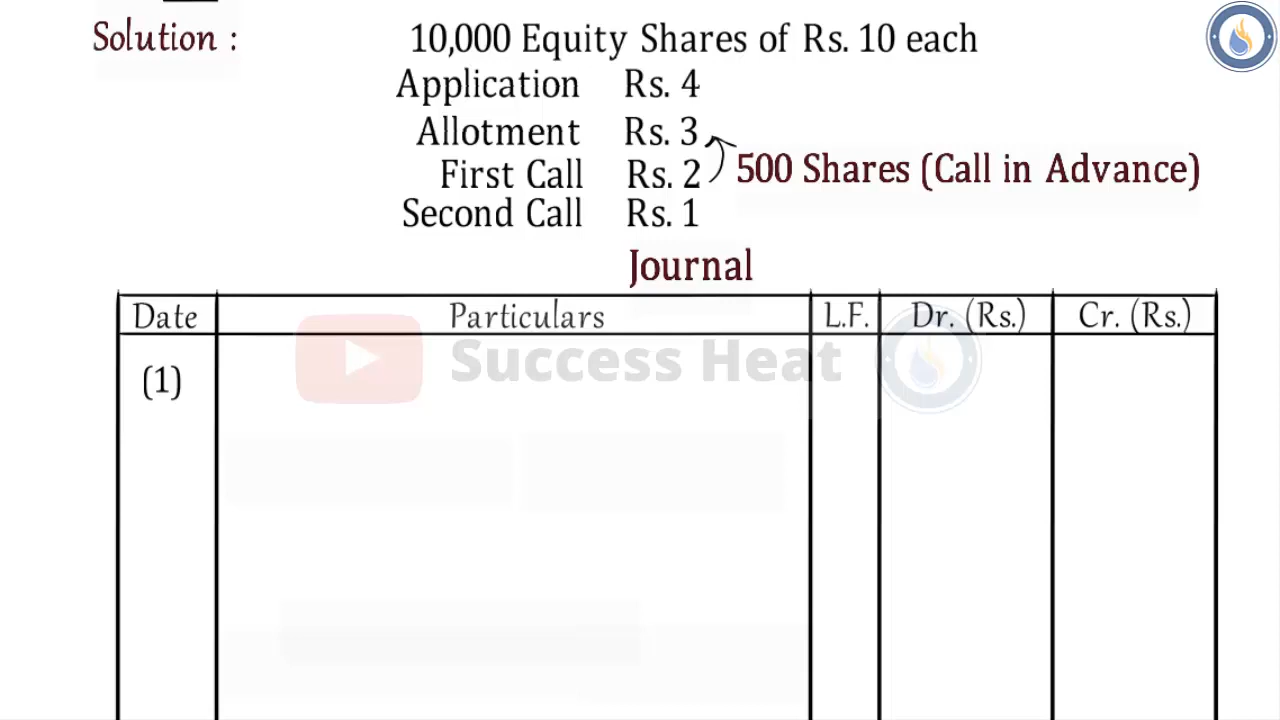 Solution : 10,000 Equity Shares of Rs. 10 each
Application Rs. 4
Allotment Rs. 3
First Call Rs. 2 500 Shares (Call in Advance)
Second Call Rs. 1
Journal
Date Particulars L.F. Dr. (Rs.) Cr. (Rs.)
Success Heat
(1)